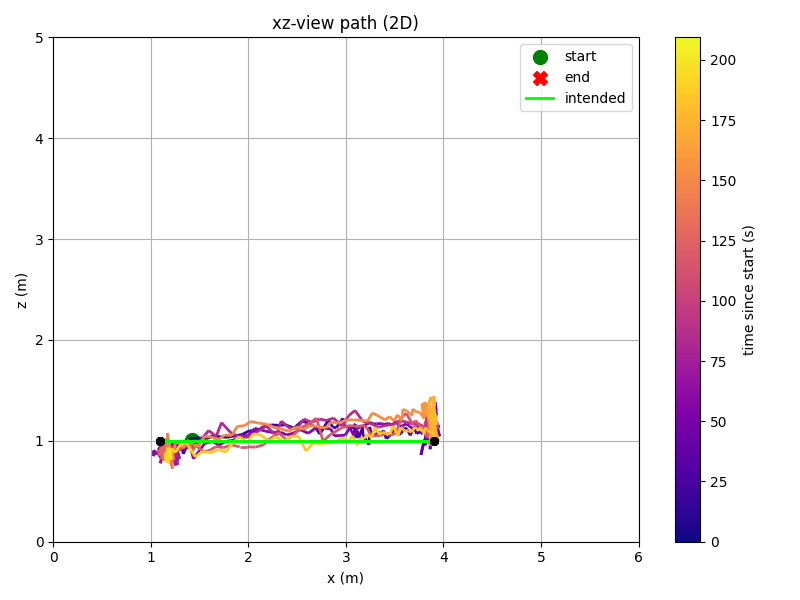 xz-view path (2D)
start
end
intended
5
4
3
2
1
0
z (m)
0 1 2 3 4 5 6
x (m)
200
175
150
125
100
75
50
25
0
time since start (s)